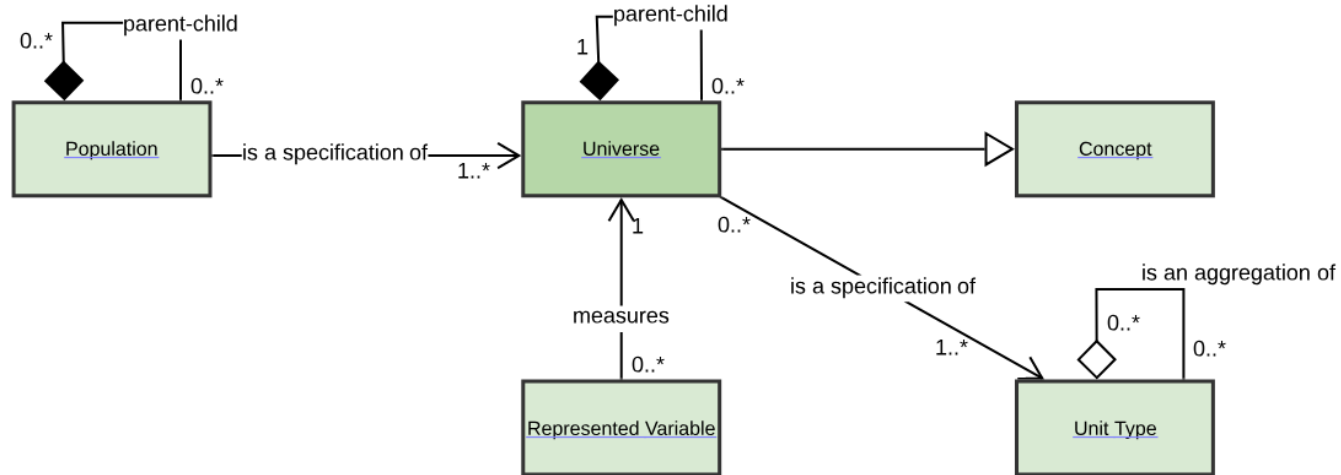 parent-child
0..*
0..*
Population
is a specification of
1..*
parent-child
1
0..*
Universe
Concept
1
0..*
measures
0..*
Represented Variable
is a specification of
1..*
is an aggregation of
0..*
0..*
Unit Type